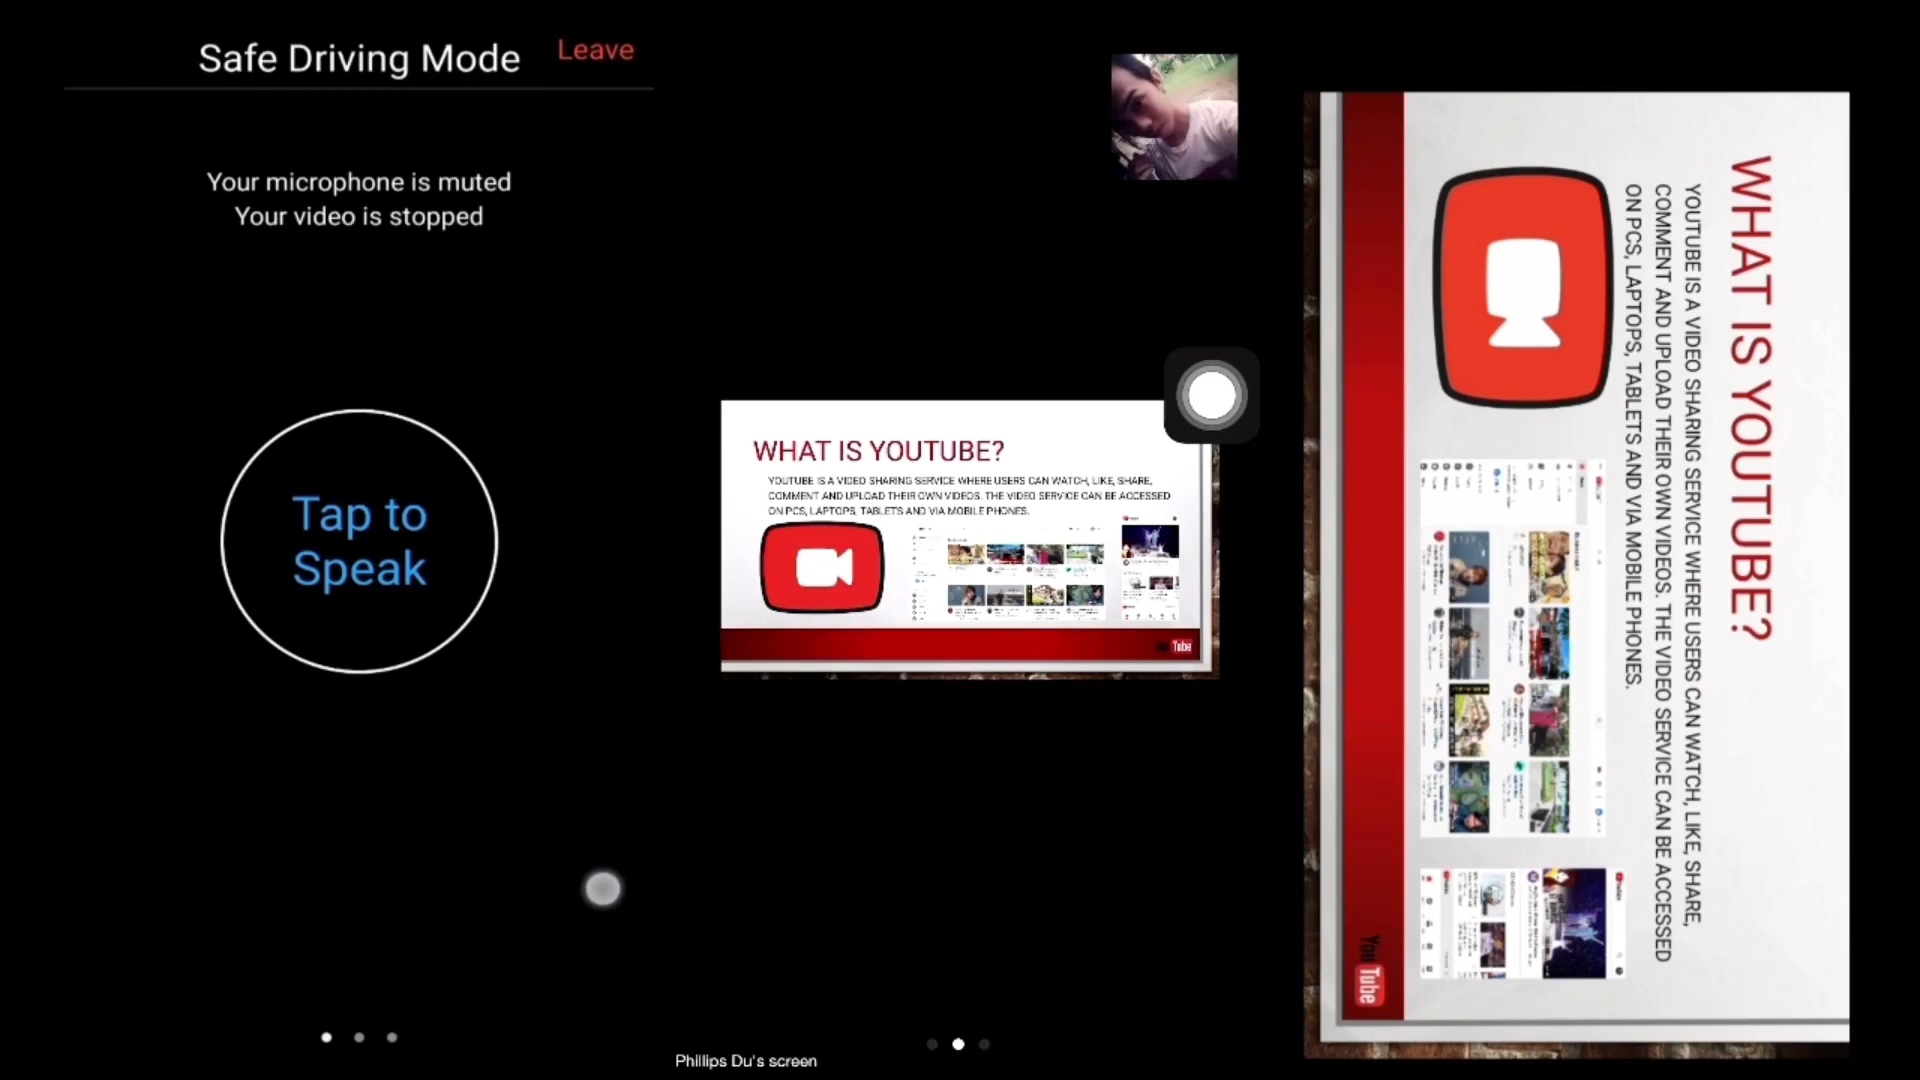 Safe Driving Mode
Leave
Your microphone is muted
Your video is stopped
Tap to
Speak
WHAT IS YOUTUBE?
YOUTUBE IS A VIDEO SHARING SERVICE WHERE USERS CAN WATCH, LIKE, SHARE,
COMMENT AND UPLOAD THEIR OWN VIDEOS. THE VIDEO SERVICE CAN BE ACCESSED
ON PCS, LAPTOPS, TABLETS AND VIA MOBILE PHONES.
You Tube
Phillips Du's screen
WHAT IS YOUTUBE?
YOUTUBE IS A VIDEO SHARING SERVICE WHERE USERS CAN WATCH, LIKE, SHARE,
COMMENT AND UPLOAD THEIR OWN VIDEOS. THE VIDEO SERVICE CAN BE ACCESSED
ON PCS, LAPTOPS, TABLETS AND VIA MOBILE PHONES.
You Tube